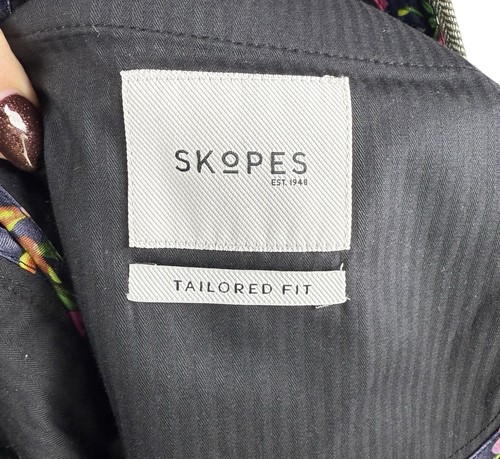 SKOPES
EST. 1948
TAILORED FIT